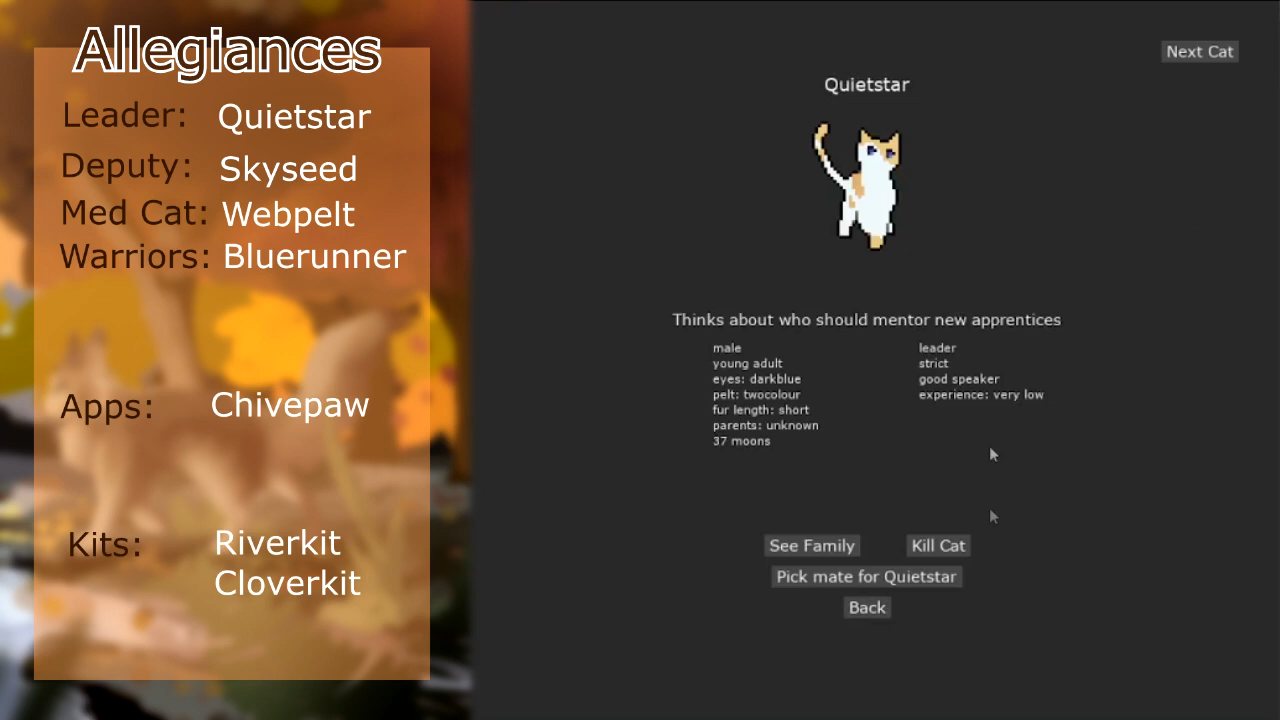 Allegiances
Leader: Quietstar
Deputy: Skyseed
Med Cat: Webpelt
Warriors: Bluerunner
Apps: Chivepaw
Kits: Riverkit
Cloverkit
Next Cat
Quietstar
Thinks about who should mentor new apprentices
male
young adult
eyes: darkblue
pelt: twocolour
fur length: short
parents: unknown
37 moons
leader
strict
good speaker
experience: very low
See Family
Kill Cat
Pick mate for Quietstar
Back